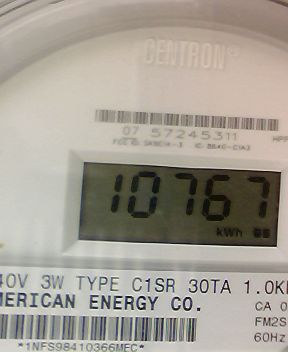 CENTRON®
07 57245311
10767
kWh
40V 3W TYPE C1SR 30TA 1.0K
MERICAN ENERGY CO.
CA 0
FM2S
60Hz
*1NFS98410366MEC*